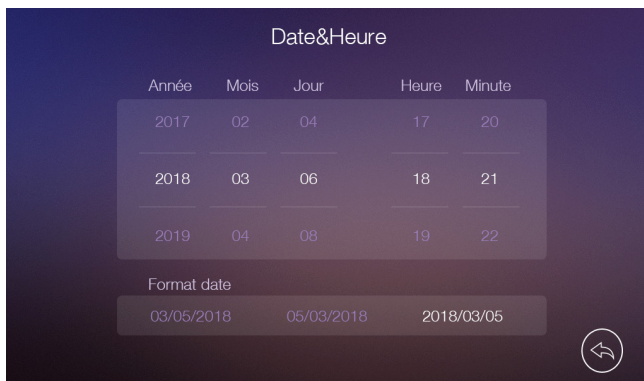 Date&Heure
Année Mois Jour Heure Minute
2017 02 04 17 20
2018 03 06 18 21
2019 04 08 19 22
Format date
03/05/2018 05/03/2018 2018/03/05